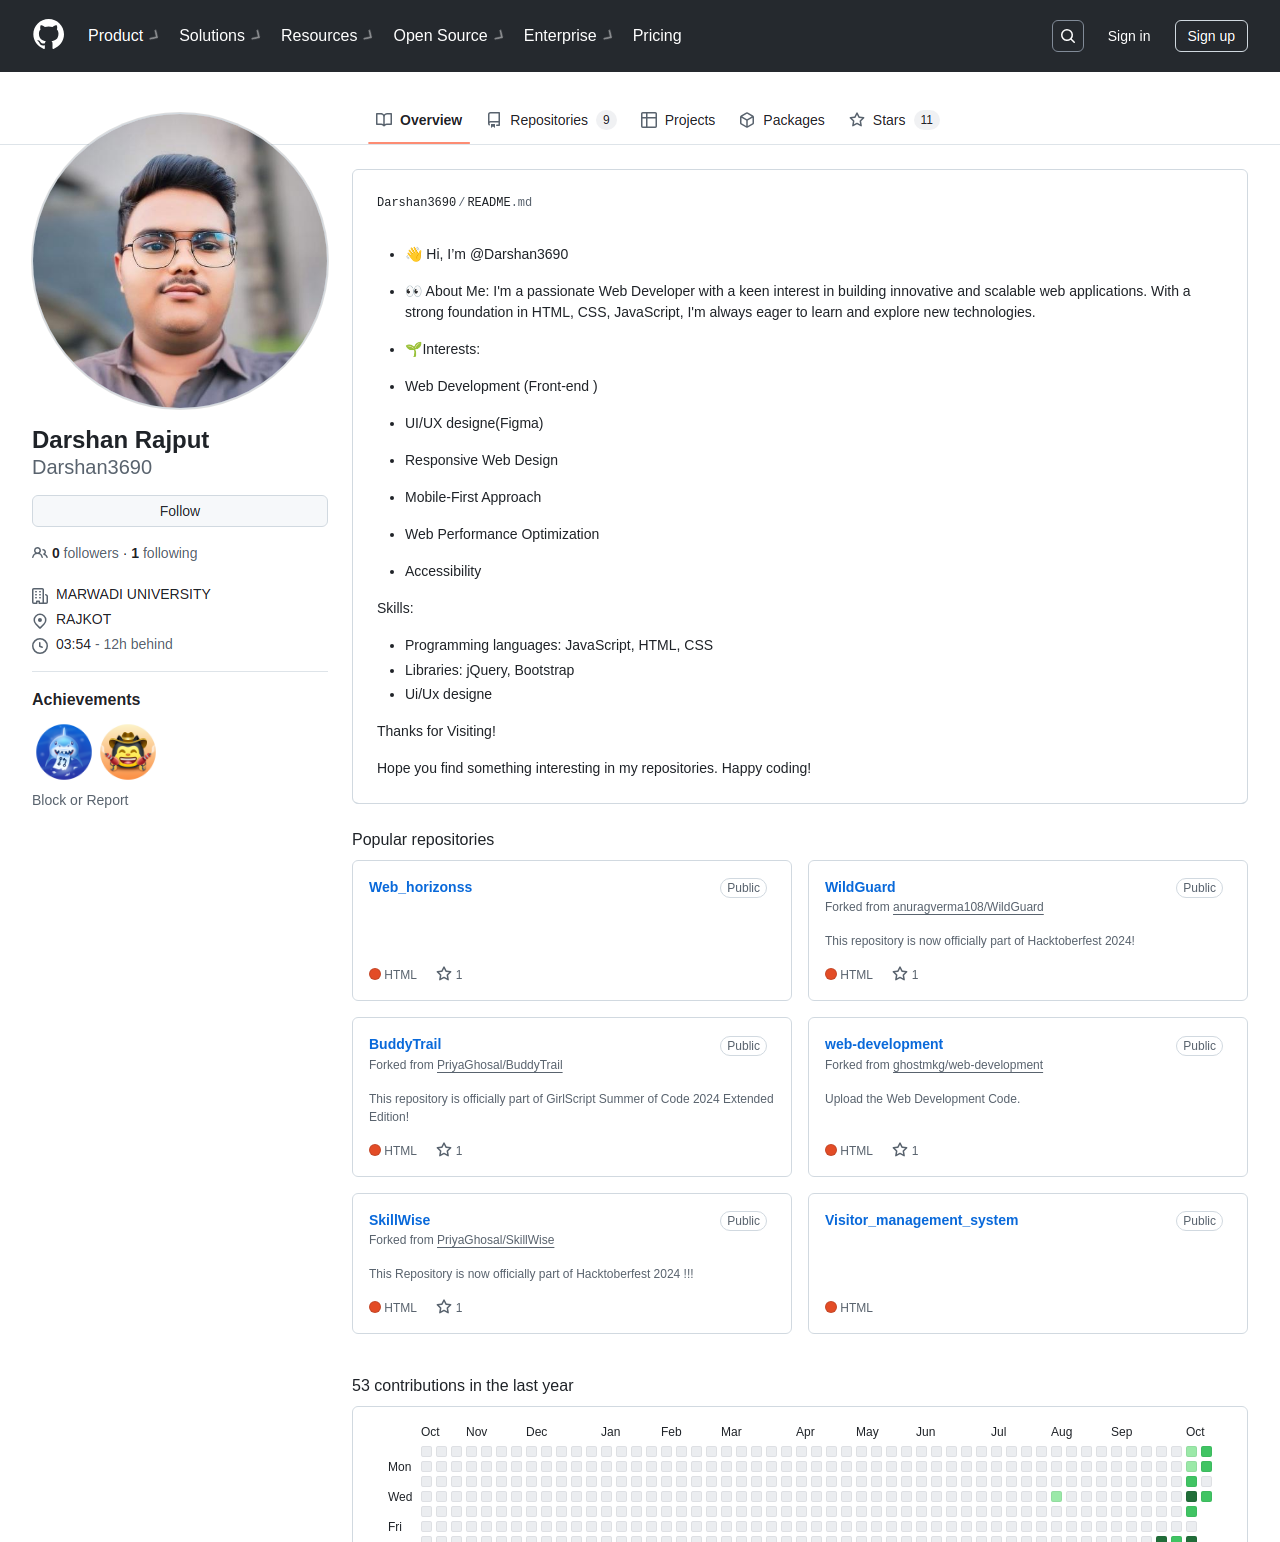 Product Solutions Resources Open Source Enterprise Pricing Sign in Sign up
Overview Repositories 9 Projects Packages Stars 11
Darshan Rajput
Darshan3690
Follow
0 followers · 1 following
MARWADI UNIVERSITY
RAJKOT
03:54 - 12h behind
Achievements
Block or Report
Darshan3690/README.md
👋 Hi, I’m @Darshan3690
👀 About Me: I'm a passionate Web Developer with a keen interest in building innovative and scalable web applications. With a
strong foundation in HTML, CSS, JavaScript, I'm always eager to learn and explore new technologies.
🌱Interests:
Web Development (Front-end )
UI/UX designe(Figma)
Responsive Web Design
Mobile-First Approach
Web Performance Optimization
Accessibility
Skills:
Programming languages: JavaScript, HTML, CSS
Libraries: jQuery, Bootstrap
Ui/Ux designe
Thanks for Visiting!
Hope you find something interesting in my repositories. Happy coding!
Popular repositories
Web_horizonss Public
HTML 1
WildGuard Public
Forked from anuragverma108/WildGuard
This repository is now officially part of Hacktoberfest 2024!
HTML 1
BuddyTrail Public
Forked from PriyaGhosal/BuddyTrail
This repository is officially part of GirlScript Summer of Code 2024 Extended
Edition!
HTML 1
web-development Public
Forked from ghostmkg/web-development
Upload the Web Development Code.
HTML 1
SkillWise Public
Forked from PriyaGhosal/SkillWise
This Repository is now officially part of Hacktoberfest 2024 !!!
HTML 1
Visitor_management_system Public
HTML
53 contributions in the last year
Oct Nov Dec Jan Feb Mar Apr May Jun Jul Aug Sep Oct
Mon
Wed
Fri